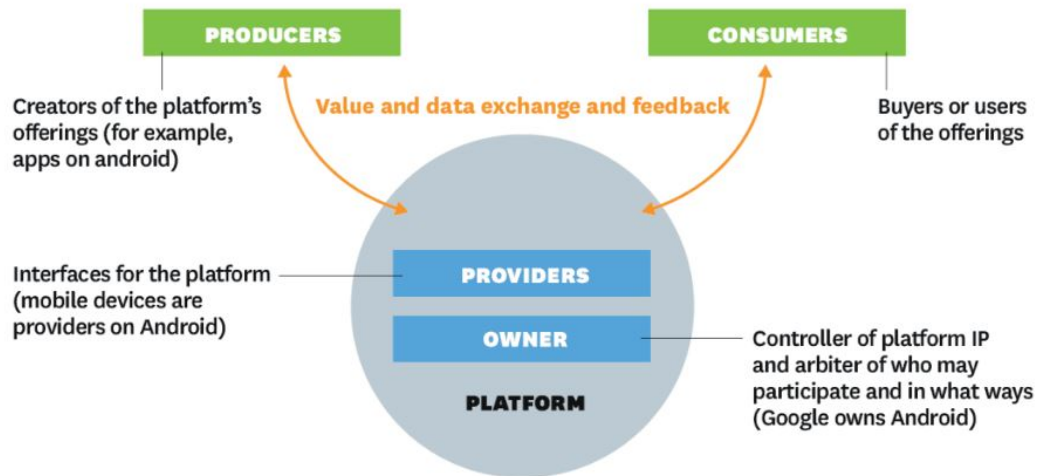 PRODUCERS
CONSUMERS
Creators of the platform’s
offerings (for example,
apps on android)
Value and data exchange and feedback
Buyers or users
of the offerings
Interfaces for the platform
(mobile devices are
providers on Android)
PROVIDERS
OWNER
Controller of platform IP
and arbiter of who may
participate and in what ways
(Google owns Android)
PLATFORM